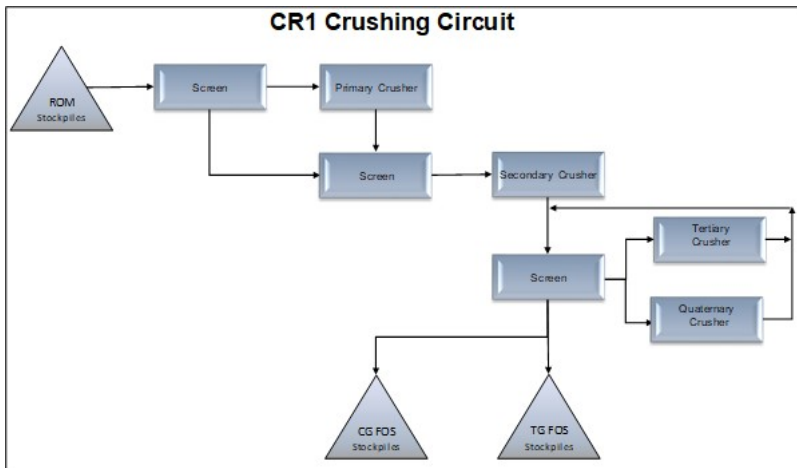 CR1 Crushing Circuit
ROM
Stockpiles
Screen
Primary Crusher
Screen
Secondary Crusher
Tertiary
Crusher
Screen
Quaternary
Crusher
CG FOS
Stockpiles
TG FOS
Stockpiles